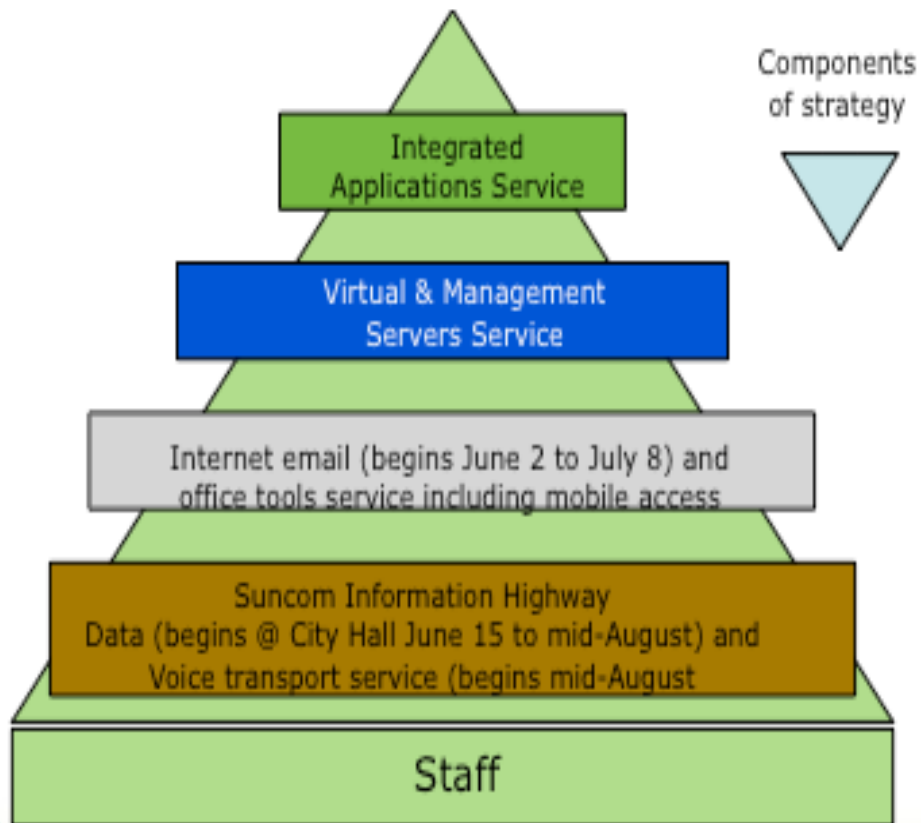 Components
of strategy
Integrated
Applications Service
Virtual & Management
Servers Service
Internet email (begins June 2 to July 8) and
office tools service including mobile access
Suncom Information Highway
Data (begins @ City Hall June 15 to mid-August) and
Voice transport service (begins mid-August
Staff